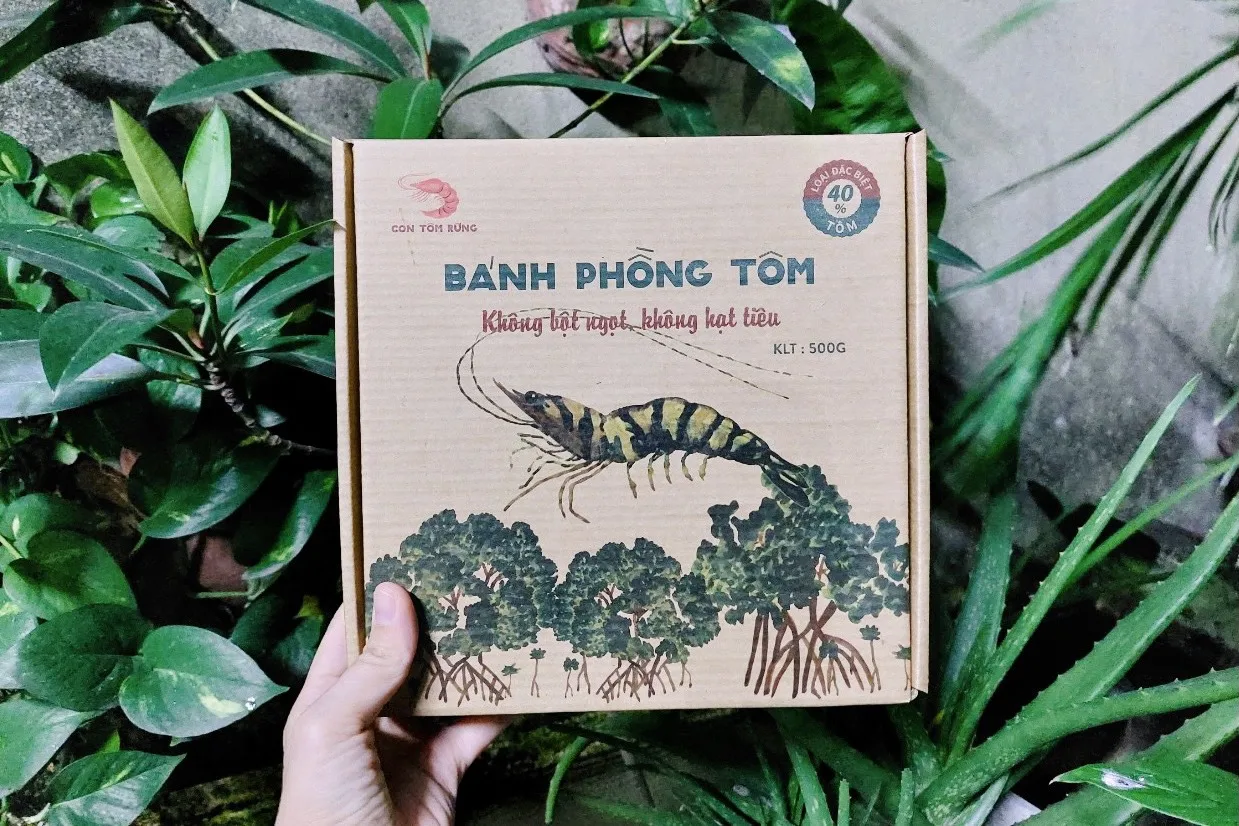 CON TÔM RỪNG
LOẠI ĐẶC BIỆT
40
%
TÔM
BÁNH PHỒNG TÔM
Không bột ngọt, không hạt tiêu
KLT : 500G